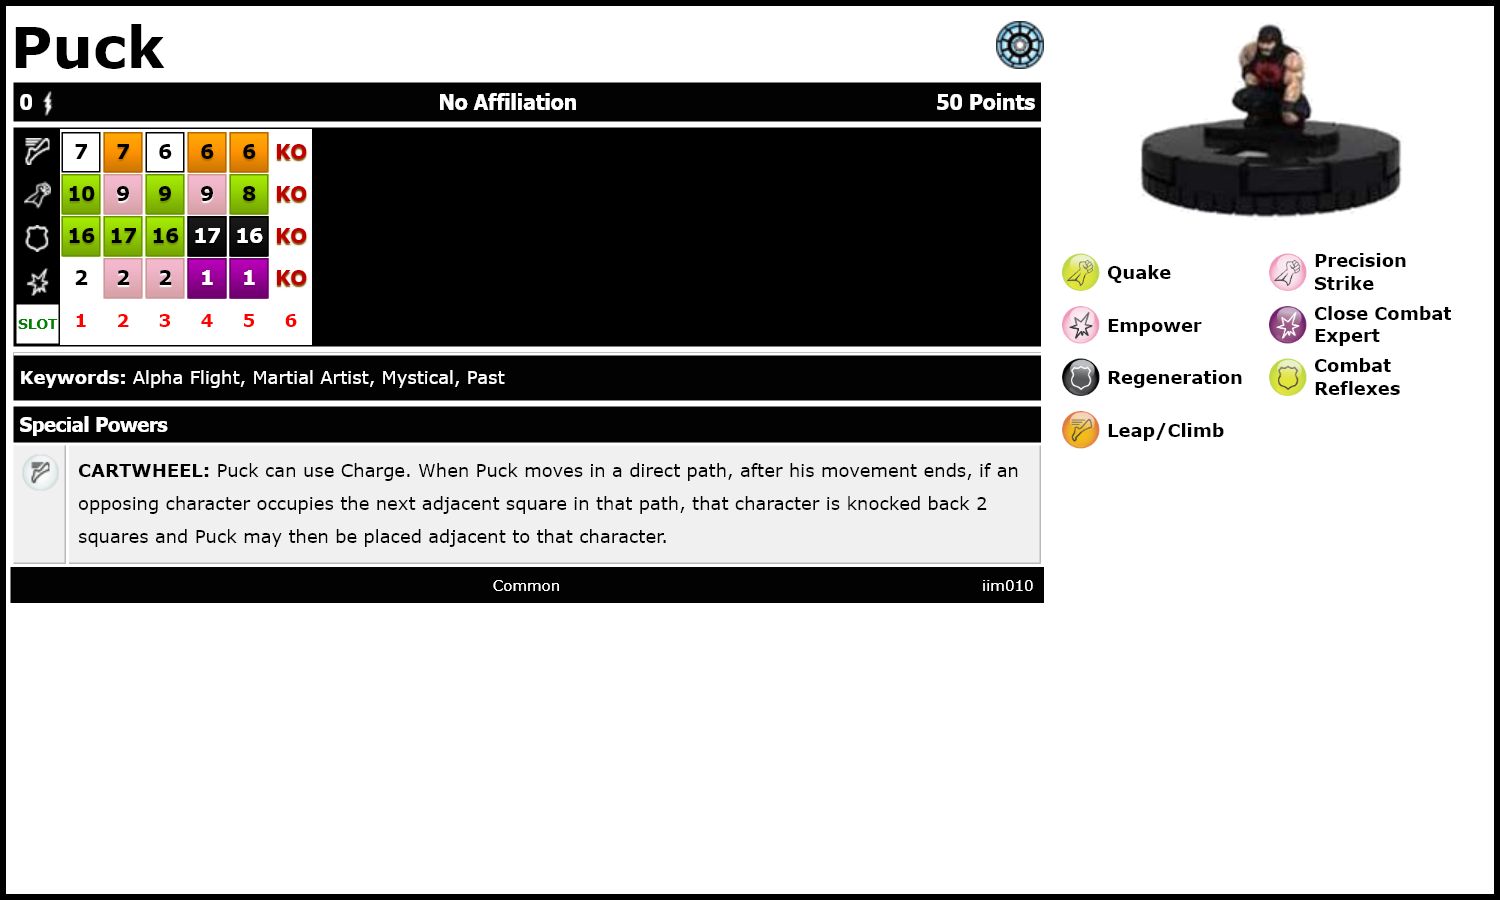 Puck
0 No Affiliation 50 Points
7 7 6 6 6 KO
10 9 9 9 8 KO
16 17 16 17 16 KO
2 2 2 1 1 KO
SLOT 1 2 3 4 5 6
Keywords: Alpha Flight, Martial Artist, Mystical, Past
Special Powers
CARTWHEEL: Puck can use Charge. When Puck moves in a direct path, after his movement ends, if an
opposing character occupies the next adjacent square in that path, that character is knocked back 2
squares and Puck may then be placed adjacent to that character.
Common iim010
Quake
Precision
Strike
Empower
Close Combat
Expert
Regeneration
Combat
Reflexes
Leap/Climb